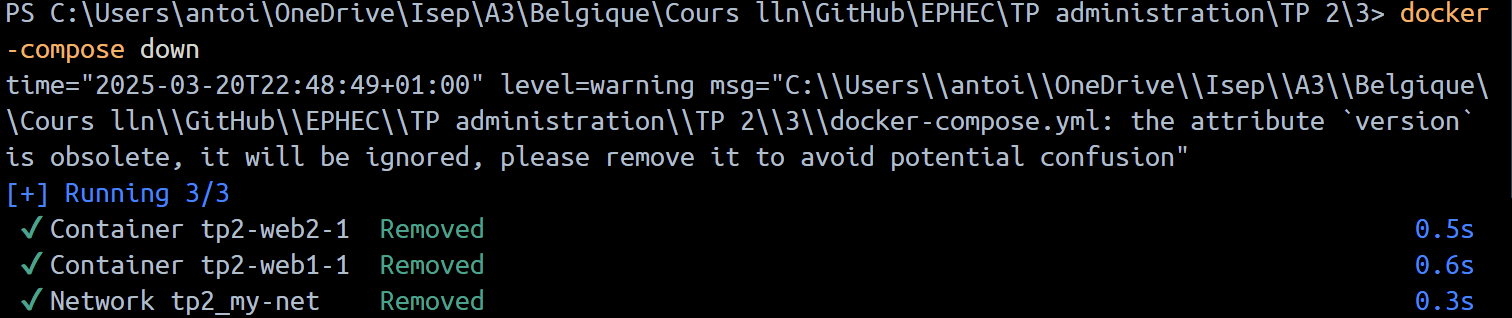 PS C:\Users\antoi\OneDrive\Isep\A3\Belgique\Cours lln\GitHub\EPHEC\TP administration\TP 2\3> docker
-compose down
time="2025-03-20T22:48:49+01:00" level=warning msg="C:\\Users\\antoi\\OneDrive\\Isep\\A3\\Belgique\
\Cours lln\\GitHub\\EPHEC\\TP administration\\TP 2\\3\\docker-compose.yml: the attribute `version`
is obsolete, it will be ignored, please remove it to avoid potential confusion"
[+] Running 3/3
✔ Container tp2-web2-1  Removed 0.5s
✔ Container tp2-web1-1  Removed 0.6s
✔ Network tp2_my-net    Removed 0.3s